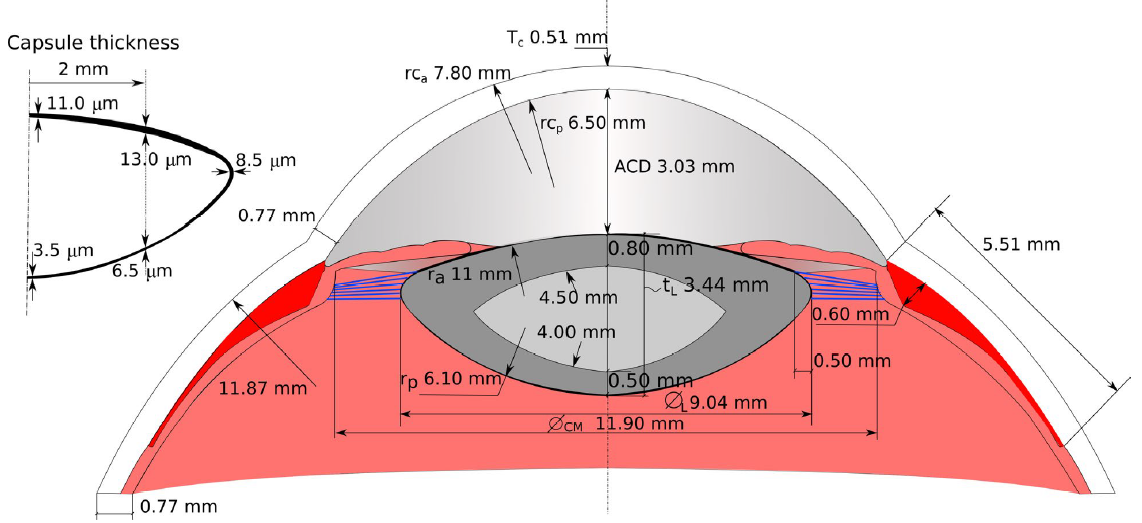 Capsule thickness
2 mm
11.0 μm
13.0 μm
8.5 μm
3.5 μm
6.5 μm
Tc 0.51 mm
rca 7.80 mm
rcp 6.50 mm
ACD 3.03 mm
0.77 mm
5.51 mm
0.80 mm
ra 11 mm
tL 3.44 mm
4.50 mm
0.60 mm
4.00 mm
0.50 mm
11.87 mm
rp 6.10 mm
0.50 mm
∅L 9.04 mm
∅CM 11.90 mm
0.77 mm